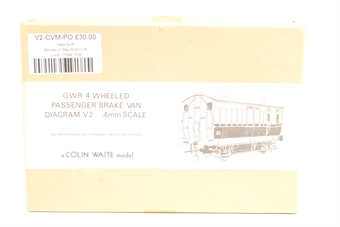 V2-CVM-PO £30.00
GWR 4 WHEELED
PASSENGER BRAKE VAN
DIAGRAM V2 4mm SCALE
a COLIN WAITE model